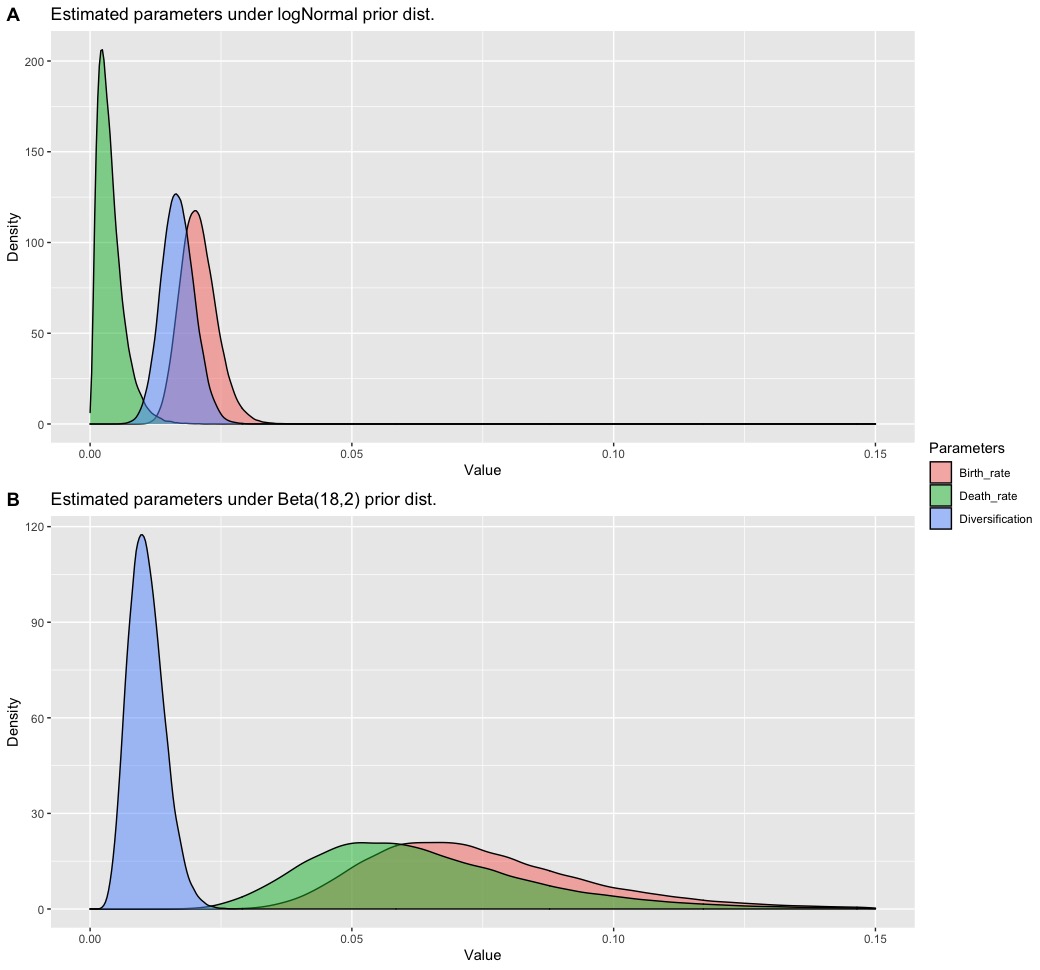 A Estimated parameters under logNormal prior dist.
200
150
100
50
0
Density
0.00 0.05 0.10 0.15
Value
Parameters
Birth_rate
Death_rate
Diversification
B Estimated parameters under Beta(18,2) prior dist.
120
90
60
30
0
Density
0.00 0.05 0.10 0.15
Value